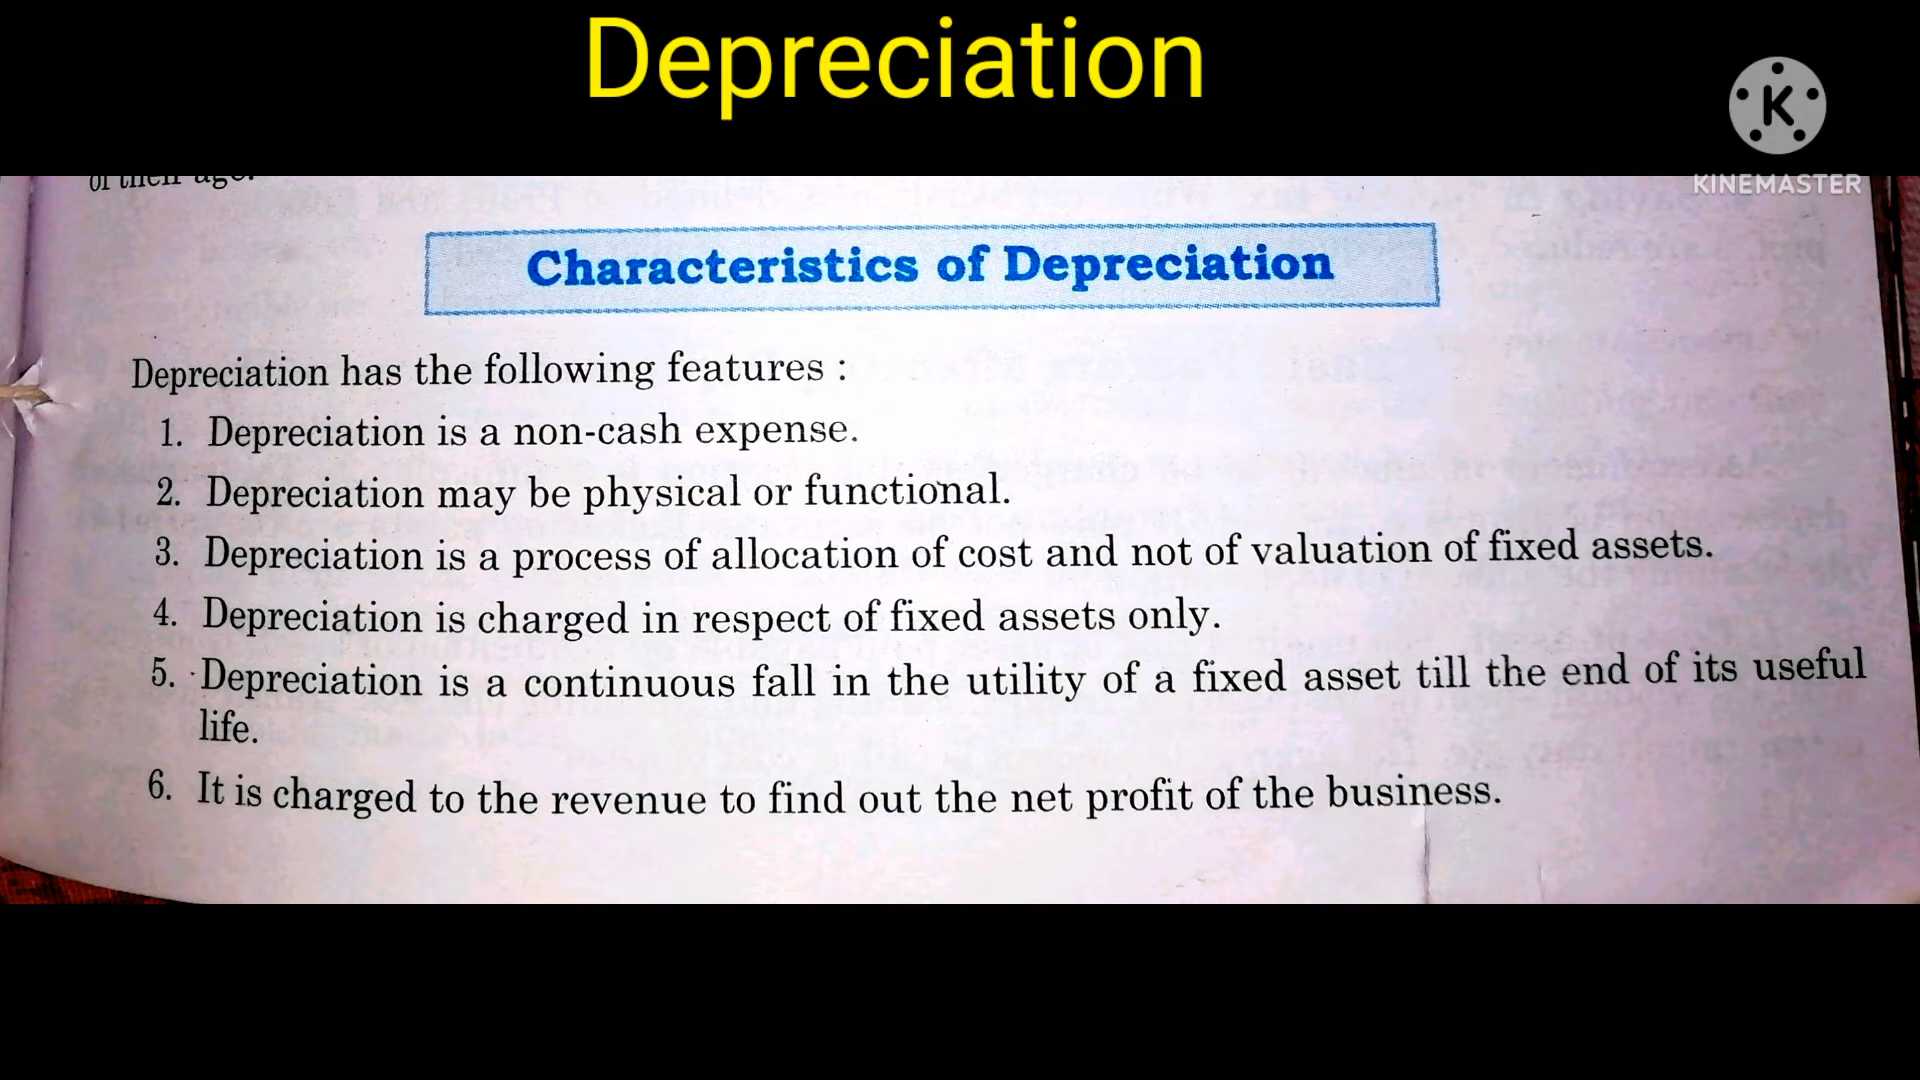 Depreciation
K
KINEMASTER
of their age.
Characteristics of Depreciation
Depreciation has the following features :
1. Depreciation is a non-cash expense.
2. Depreciation may be physical or functional.
3. Depreciation is a process of allocation of cost and not of valuation of fixed assets.
4. Depreciation is charged in respect of fixed assets only.
5. Depreciation is a continuous fall in the utility of a fixed asset till the end of its useful
life.
6. It is charged to the revenue to find out the net profit of the business.